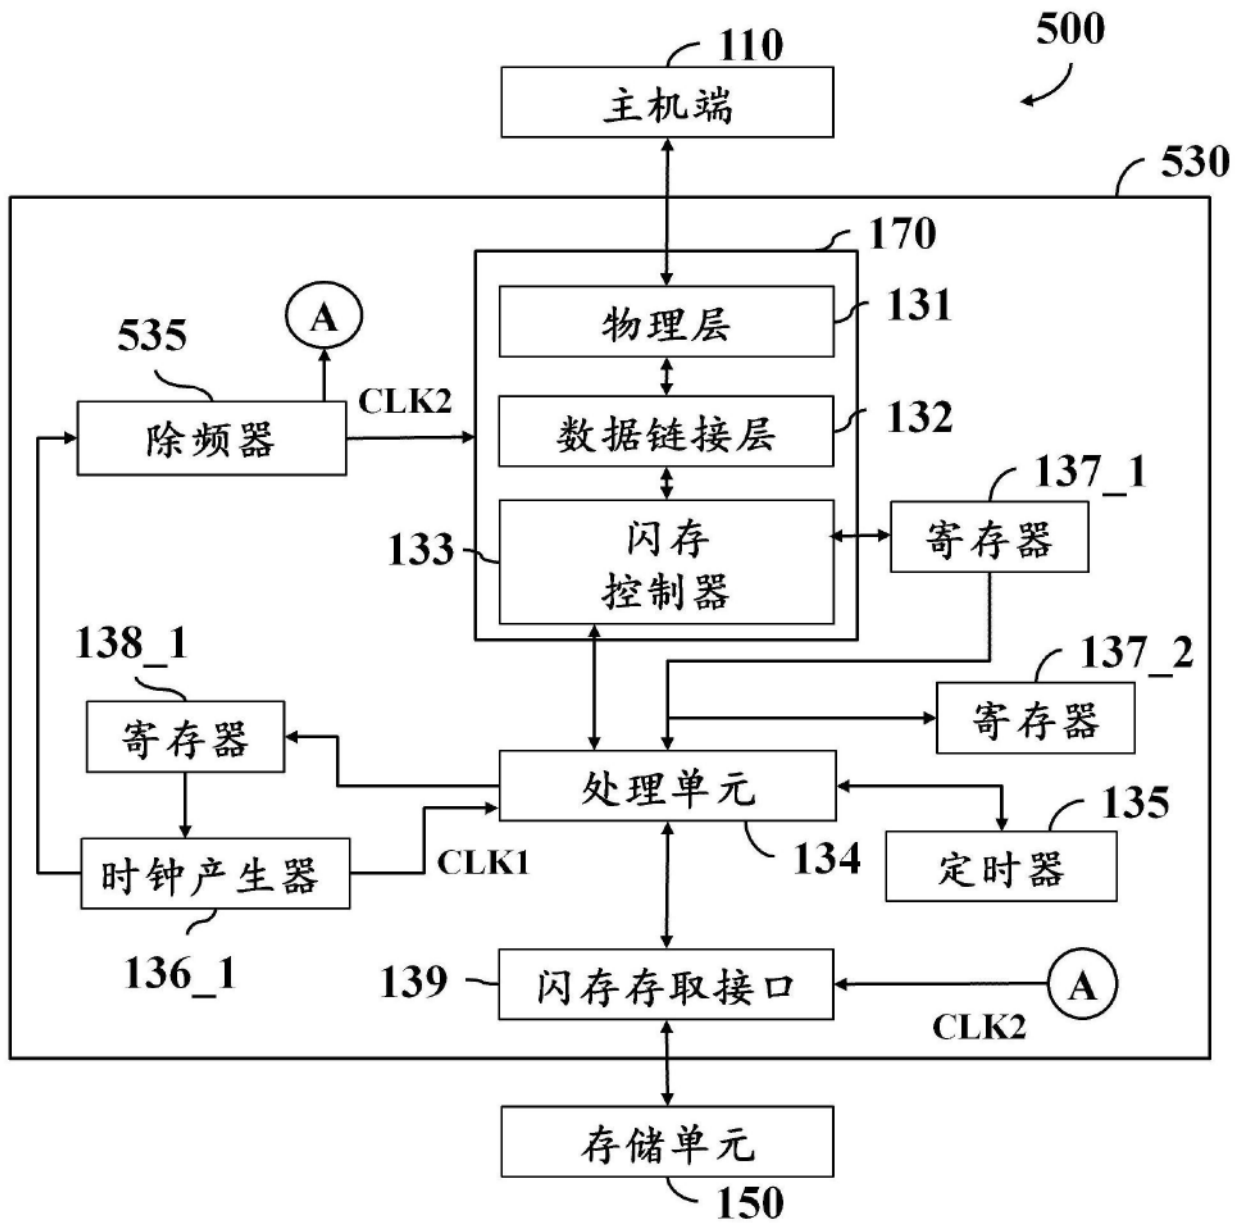 500
110
主机端
530
170
A
物理层
131
535
除频器
CLK2
数据链接层
132
137_1
133
闪存
控制器
寄存器
138_1
137_2
寄存器
寄存器
处理单元
135
134
时钟产生器
CLK1
定时器
136_1
139
闪存存取接口
A
CLK2
存储单元
150